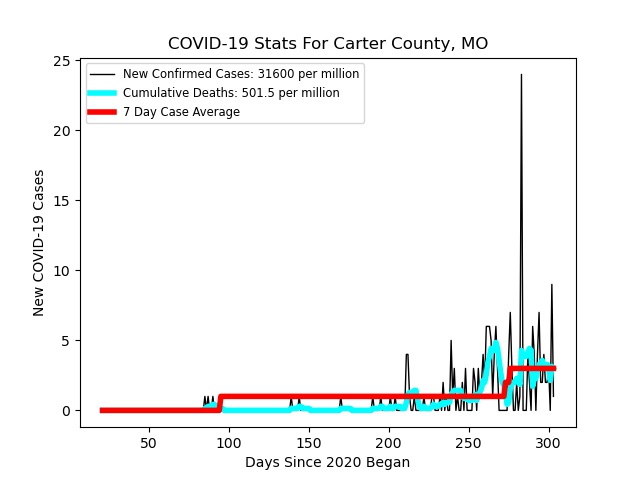 COVID-19 Stats For Carter County, MO
New Confirmed Cases: 31600 per million
Cumulative Deaths: 501.5 per million
7 Day Case Average
New COVID-19 Cases
25
20
15
10
5
0
50 100 150 200 250 300
Days Since 2020 Began